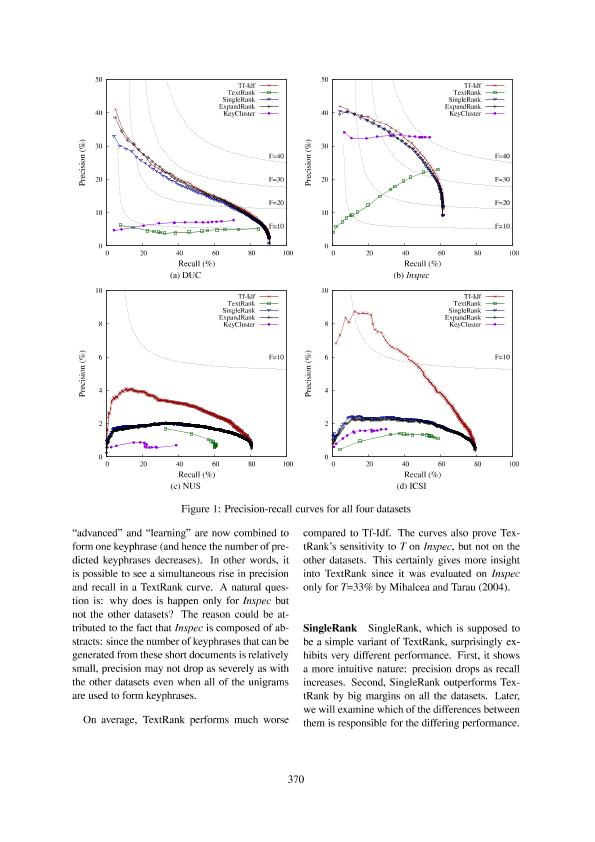 50
40
30
20
10
0
0 20 40 60 80 100
Precision (%)
Recall (%)
Tf-Idf
TextRank
SingleRank
ExpandRank
KeyCluster
F=40
F=30
F=20
F=10
(a) DUC
50
40
30
20
10
0
0 20 40 60 80 100
Precision (%)
Recall (%)
Tf-Idf
TextRank
SingleRank
ExpandRank
KeyCluster
F=40
F=30
F=20
F=10
(b) Inspec
10
8
6
4
2
0
0 20 40 60 80 100
Precision (%)
Recall (%)
Tf-Idf
TextRank
SingleRank
ExpandRank
KeyCluster
F=10
(c) NUS
10
8
6
4
2
0
0 20 40 60 80 100
Precision (%)
Recall (%)
Tf-Idf
TextRank
SingleRank
ExpandRank
KeyCluster
F=10
(d) ICSI
Figure 1: Precision-recall curves for all four datasets
“advanced” and “learning” are now combined to
form one keyphrase (and hence the number of pre-
dicted keyphrases decreases). In other words, it
is possible to see a simultaneous rise in precision
and recall in a TextRank curve. A natural ques-
tion is: why does is happen only for Inspec but
not the other datasets? The reason could be at-
tributed to the fact that Inspec is composed of ab-
stracts: since the number of keyphrases that can be
generated from these short documents is relatively
small, precision may not drop as severely as with
the other datasets even when all of the unigrams
are used to form keyphrases.
On average, TextRank performs much worse
compared to Tf-Idf. The curves also prove Tex-
tRank’s sensitivity to T on Inspec, but not on the
other datasets. This certainly gives more insight
into TextRank since it was evaluated on Inspec
only for T=33% by Mihalcea and Tarau (2004).
SingleRank SingleRank, which is supposed to
be a simple variant of TextRank, surprisingly ex-
hibits very different performance. First, it shows
a more intuitive nature: precision drops as recall
increases. Second, SingleRank outperforms Tex-
tRank by big margins on all the datasets. Later,
we will examine which of the differences between
them is responsible for the differing performance.
370